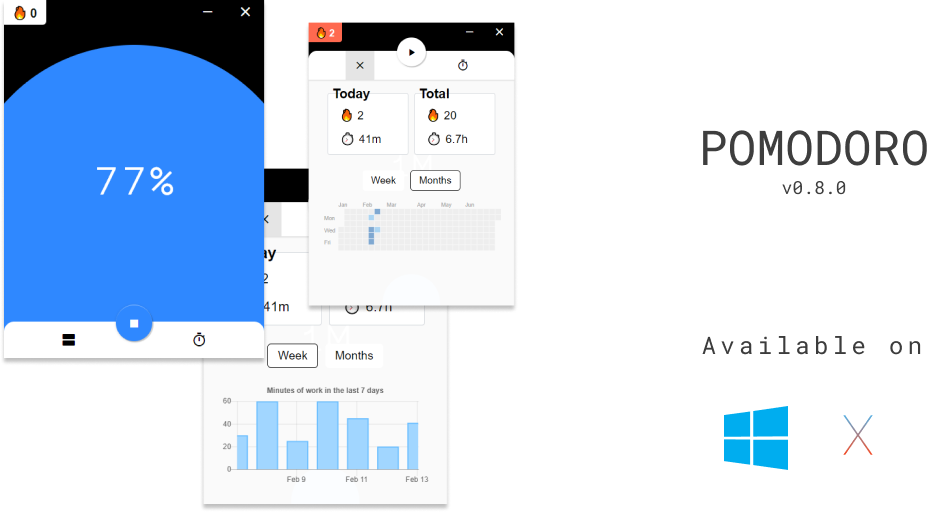 0
77%
2
Today
2
41m
Total
20
6.7h
Week
Months
Jan Feb Mar Apr May Jun
Mon
Wed
Fri
ay
2
41m
6.7h
Week
Months
Minutes of work in the last 7 days
60
40
20
0
Feb 9 Feb 11 Feb 13
POMODORO
v0.8.0
Available on